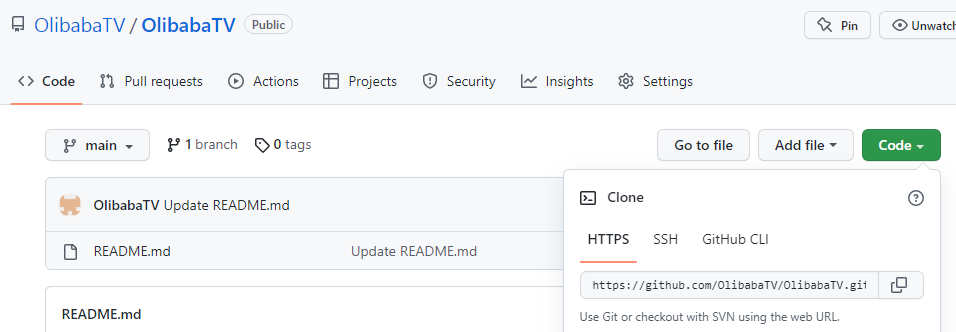 OlibabaTV / OlibabaTV Public
Pin
Unwatch
Code Pull requests Actions Projects Security Insights Settings
main 1 branch 0 tags Go to file Add file Code
OlibabaTV Update README.md
README.md Update README.md
README.md
Clone
HTTPS SSH GitHub CLI
https://github.com/OlibabaTV/OlibabaTV.git
Use Git or checkout with SVN using the web URL.